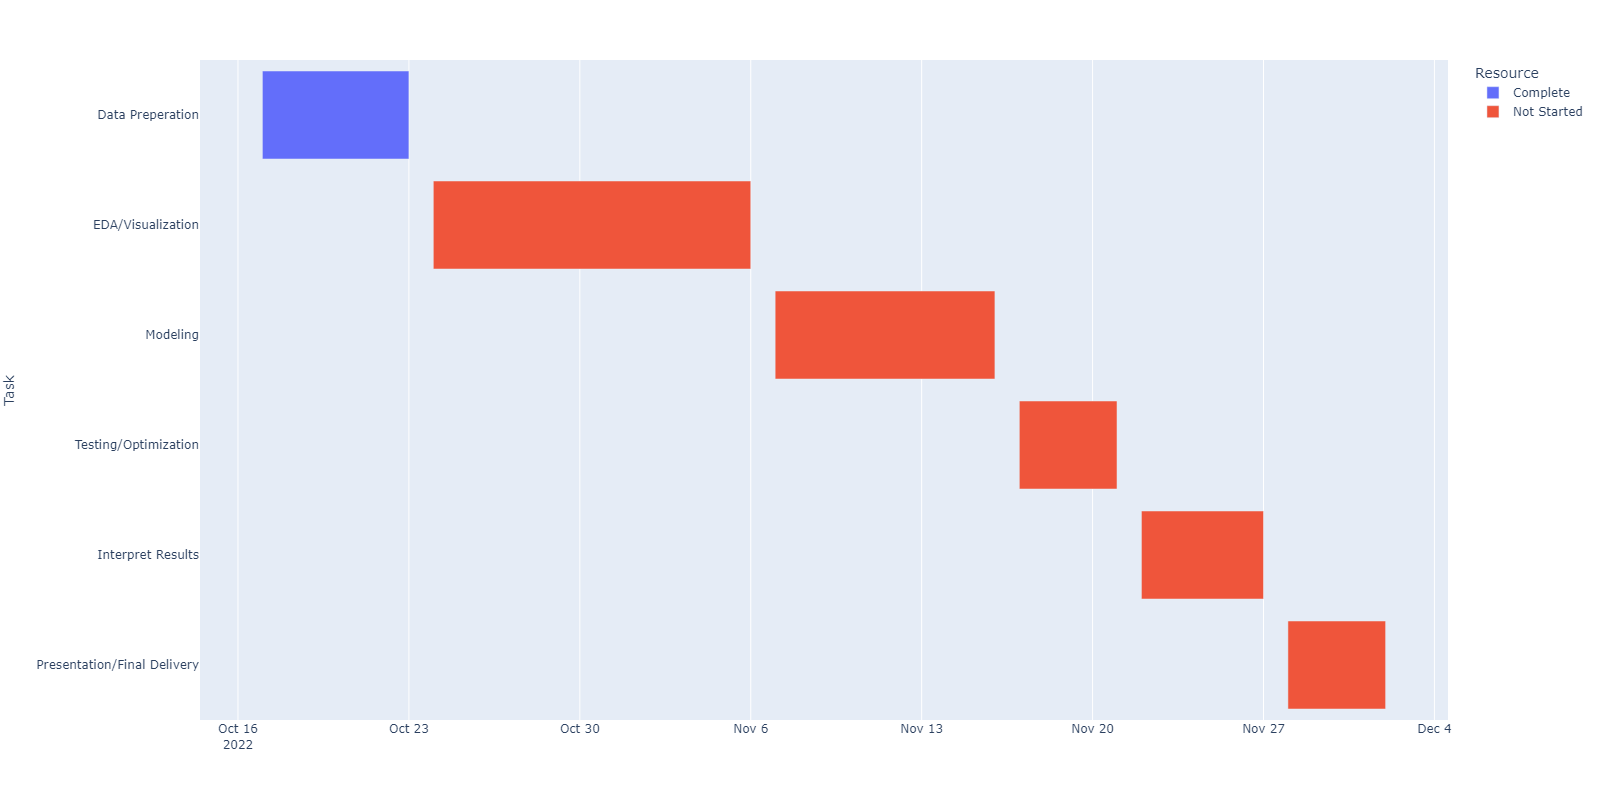 Resource
Complete
Not Started
Data Preperation
EDA/Visualization
Modeling
Task
Testing/Optimization
Interpret Results
Presentation/Final Delivery
Oct 16 Oct 23 Oct 30 Nov 6 Nov 13 Nov 20 Nov 27 Dec 4
2022